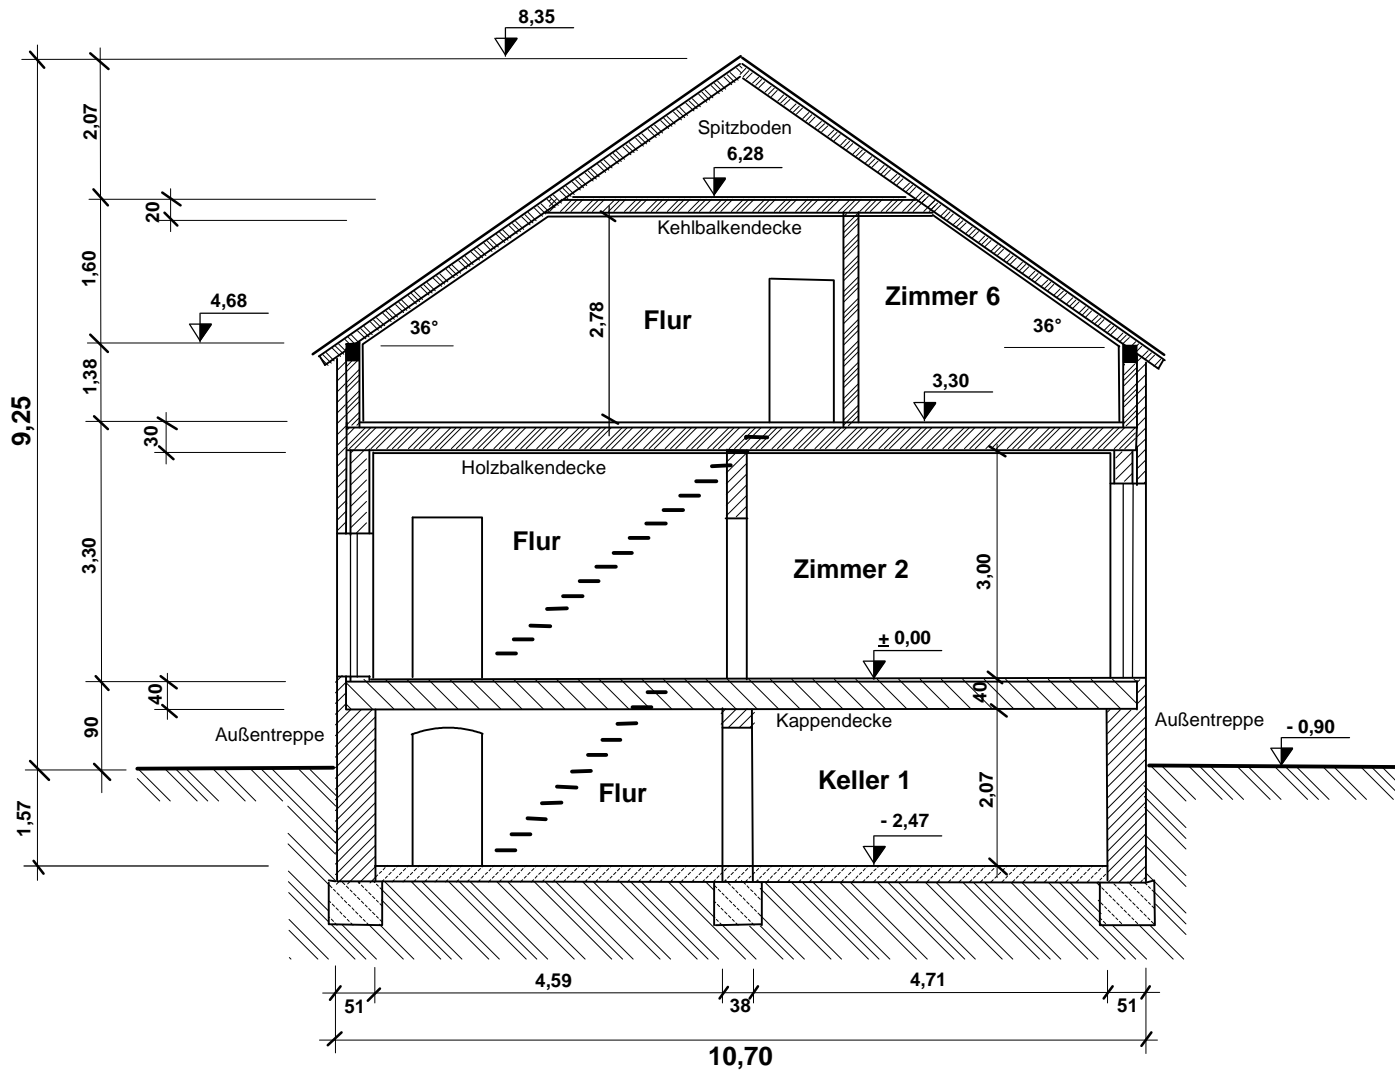 8,35
2,07
Spitzboden
6,28
20
Kehlbalkendecke
1,60
4,68
36°
2,78
Flur
Zimmer 6
36°
1,38
3,30
9,25
30
Holzbalkendecke
3,30
Flur
Zimmer 2
3,00
± 0,00
40
40
90
Außentreppe
Kappendecke
Außentreppe
- 0,90
1,57
Flur
Keller 1
2,07
- 2,47
51
4,59
38
4,71
51
10,70